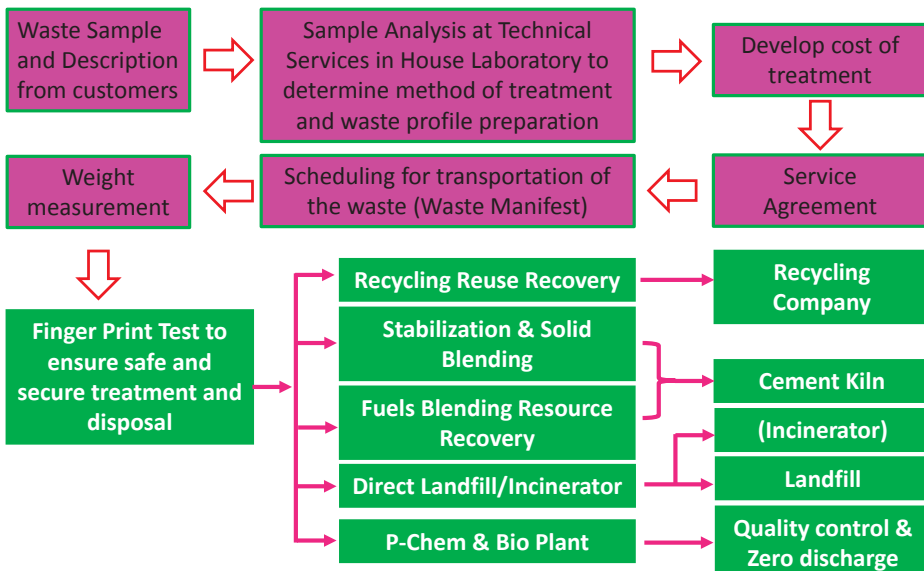 Waste Sample
and Description
from customers
Sample Analysis at Technical
Services in House Laboratory to
determine method of treatment
and waste profile preparation
Develop cost of
treatment
Weight
measurement
Scheduling for transportation of
the waste (Waste Manifest)
Service
Agreement
Finger Print Test to
ensure safe and
secure treatment and
disposal
Recycling Reuse Recovery
Recycling
Company
Stabilization & Solid
Blending
Fuels Blending Resource
Recovery
Cement Kiln
Direct Landfill/Incinerator
(Incinerator)
Landfill
P-Chem & Bio Plant
Quality control &
Zero discharge